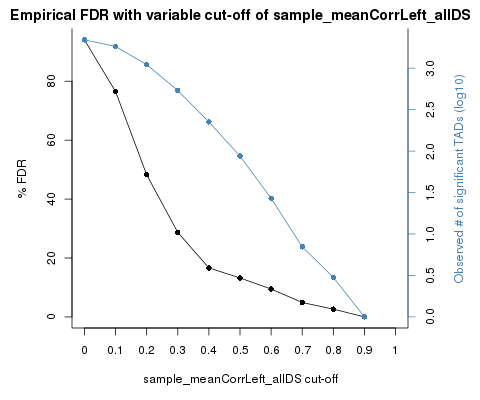 Empirical FDR with variable cut-off of sample_meanCorrLeft_allDS
% FDR
80
60
40
20
0
3.0
2.5
2.0
1.5
1.0
0.5
0.0
Observed # of significant TADs (log10)
0 0.1 0.2 0.3 0.4 0.5 0.6 0.7 0.8 0.9 1
sample_meanCorrLeft_allDS cut-off